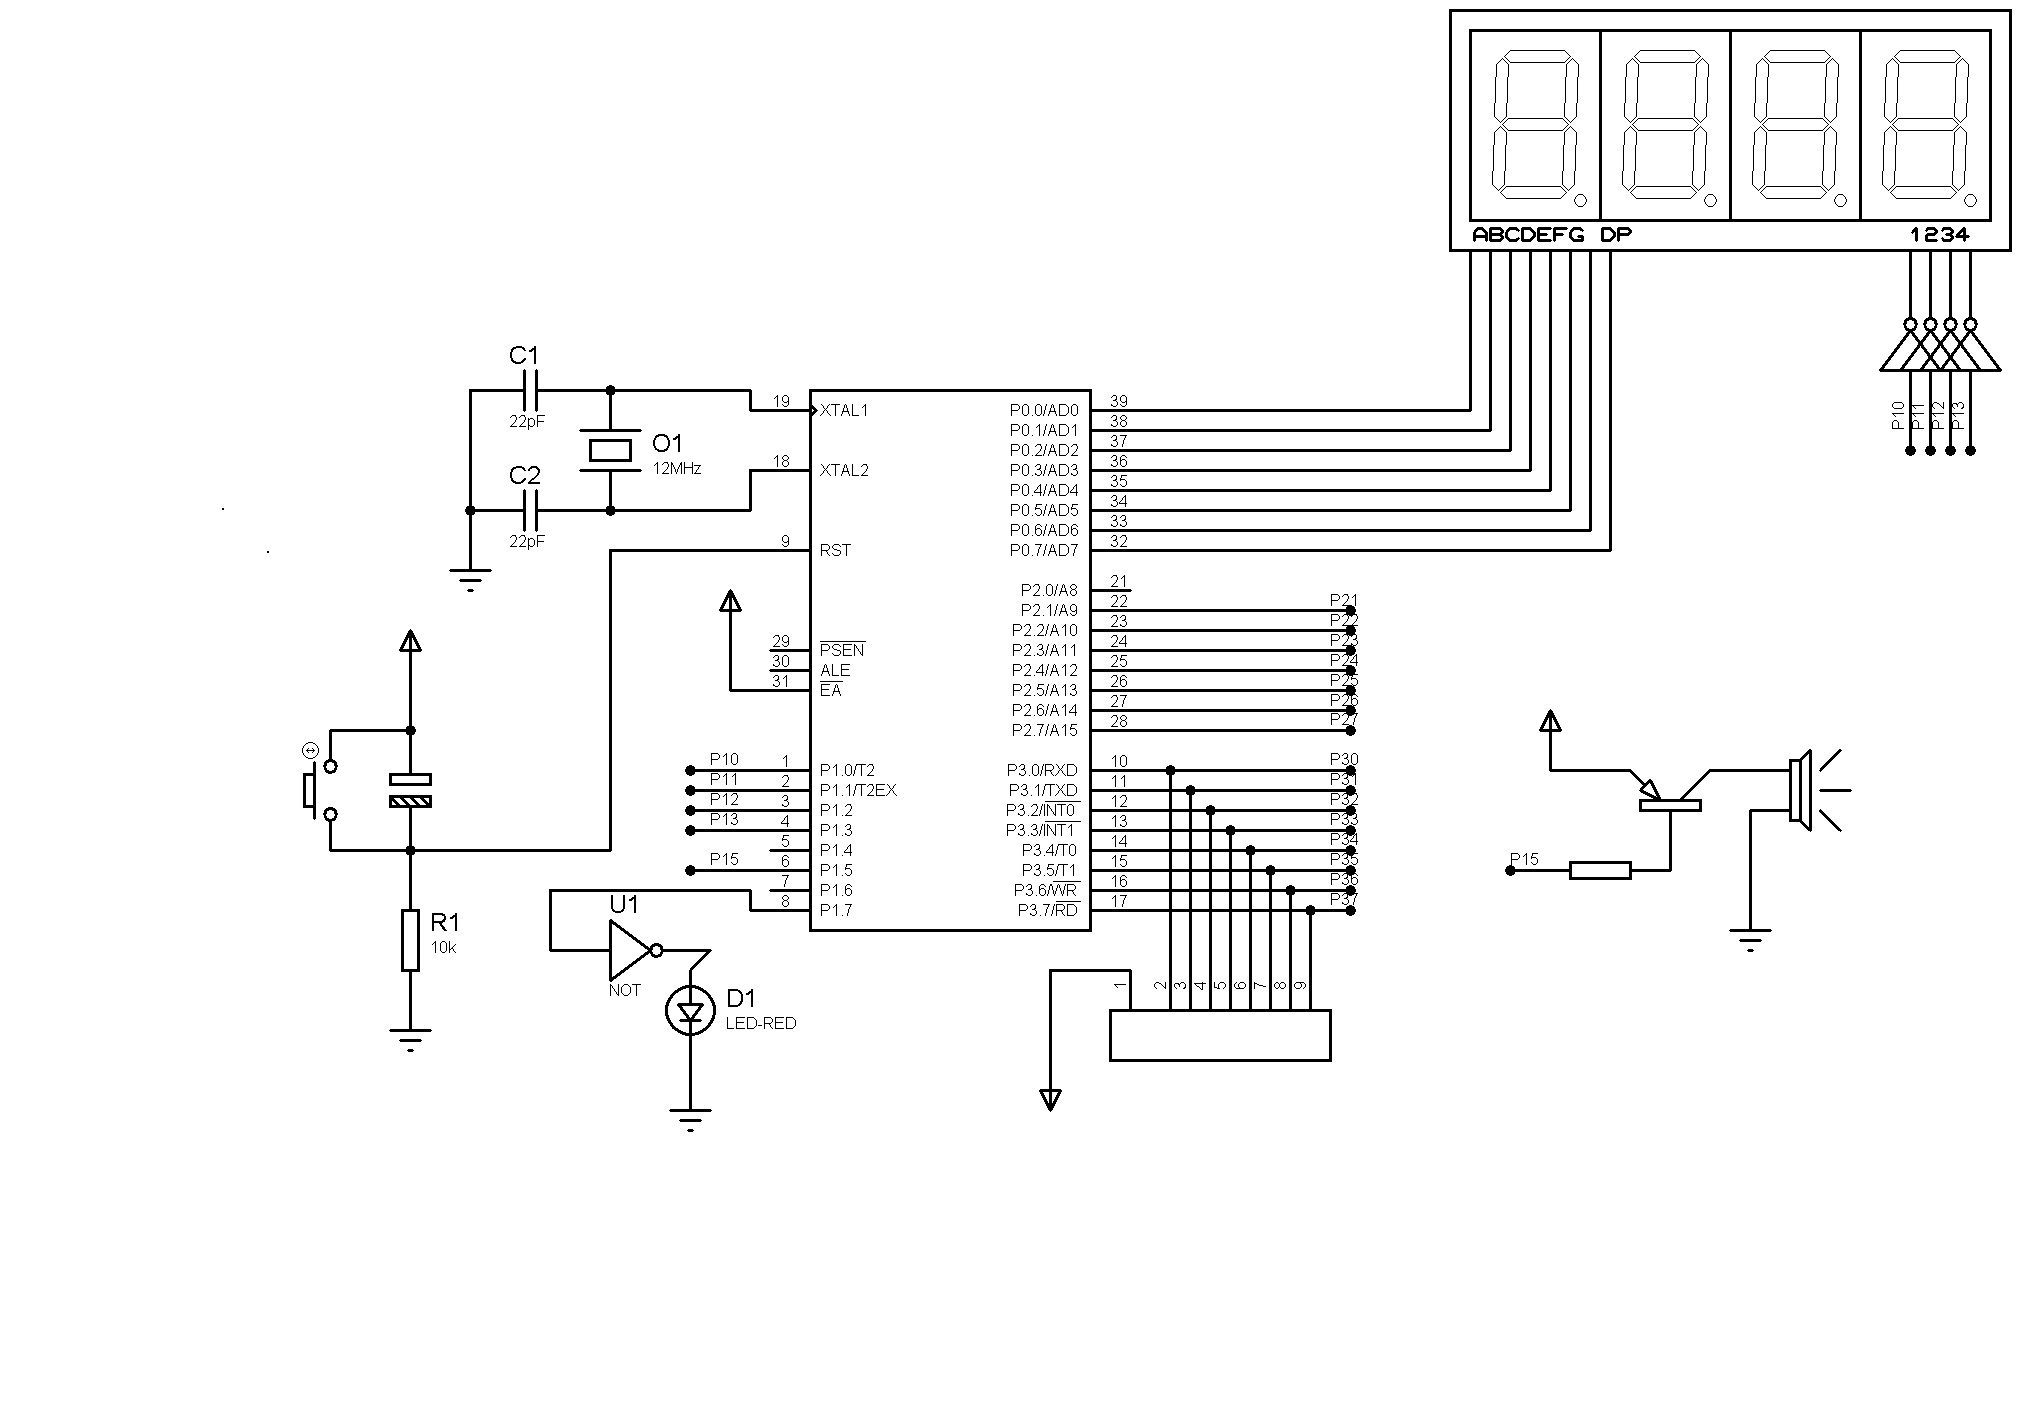 ABCDEFG DP
1234
P10
P11
P12
P13
C1
22pF
O1
12MHz
C2
22pF
19
XTAL1
18
XTAL2
9
RST
29
PSEN
30
ALE
31
EA
P10
1
P1.0/T2
P11
2
P1.1/T2EX
P12
3
P1.2
P13
4
P1.3
5
P1.4
P15
6
P1.5
7
P1.6
8
P1.7
P0.0/AD0
39
P0.1/AD1
38
P0.2/AD2
37
P0.3/AD3
36
P0.4/AD4
35
P0.5/AD5
34
P0.6/AD6
33
P0.7/AD7
32
P2.0/A8
21
P2.1/A9
22
P21
P2.2/A10
23
P22
P2.3/A11
24
P23
P2.4/A12
25
P24
P2.5/A13
26
P25
P2.6/A14
27
P26
P2.7/A15
28
P27
P3.0/RXD
10
P30
P3.1/TXD
11
P31
P3.2/INT0
12
P32
P3.3/INT1
13
P33
P3.4/T0
14
P34
P3.5/T1
15
P35
P3.6/WR
16
P36
P3.7/RD
17
P37
P15
R1
10k
U1
NOT
D1
LED-RED
1
2
3
4
5
6
7
8
9